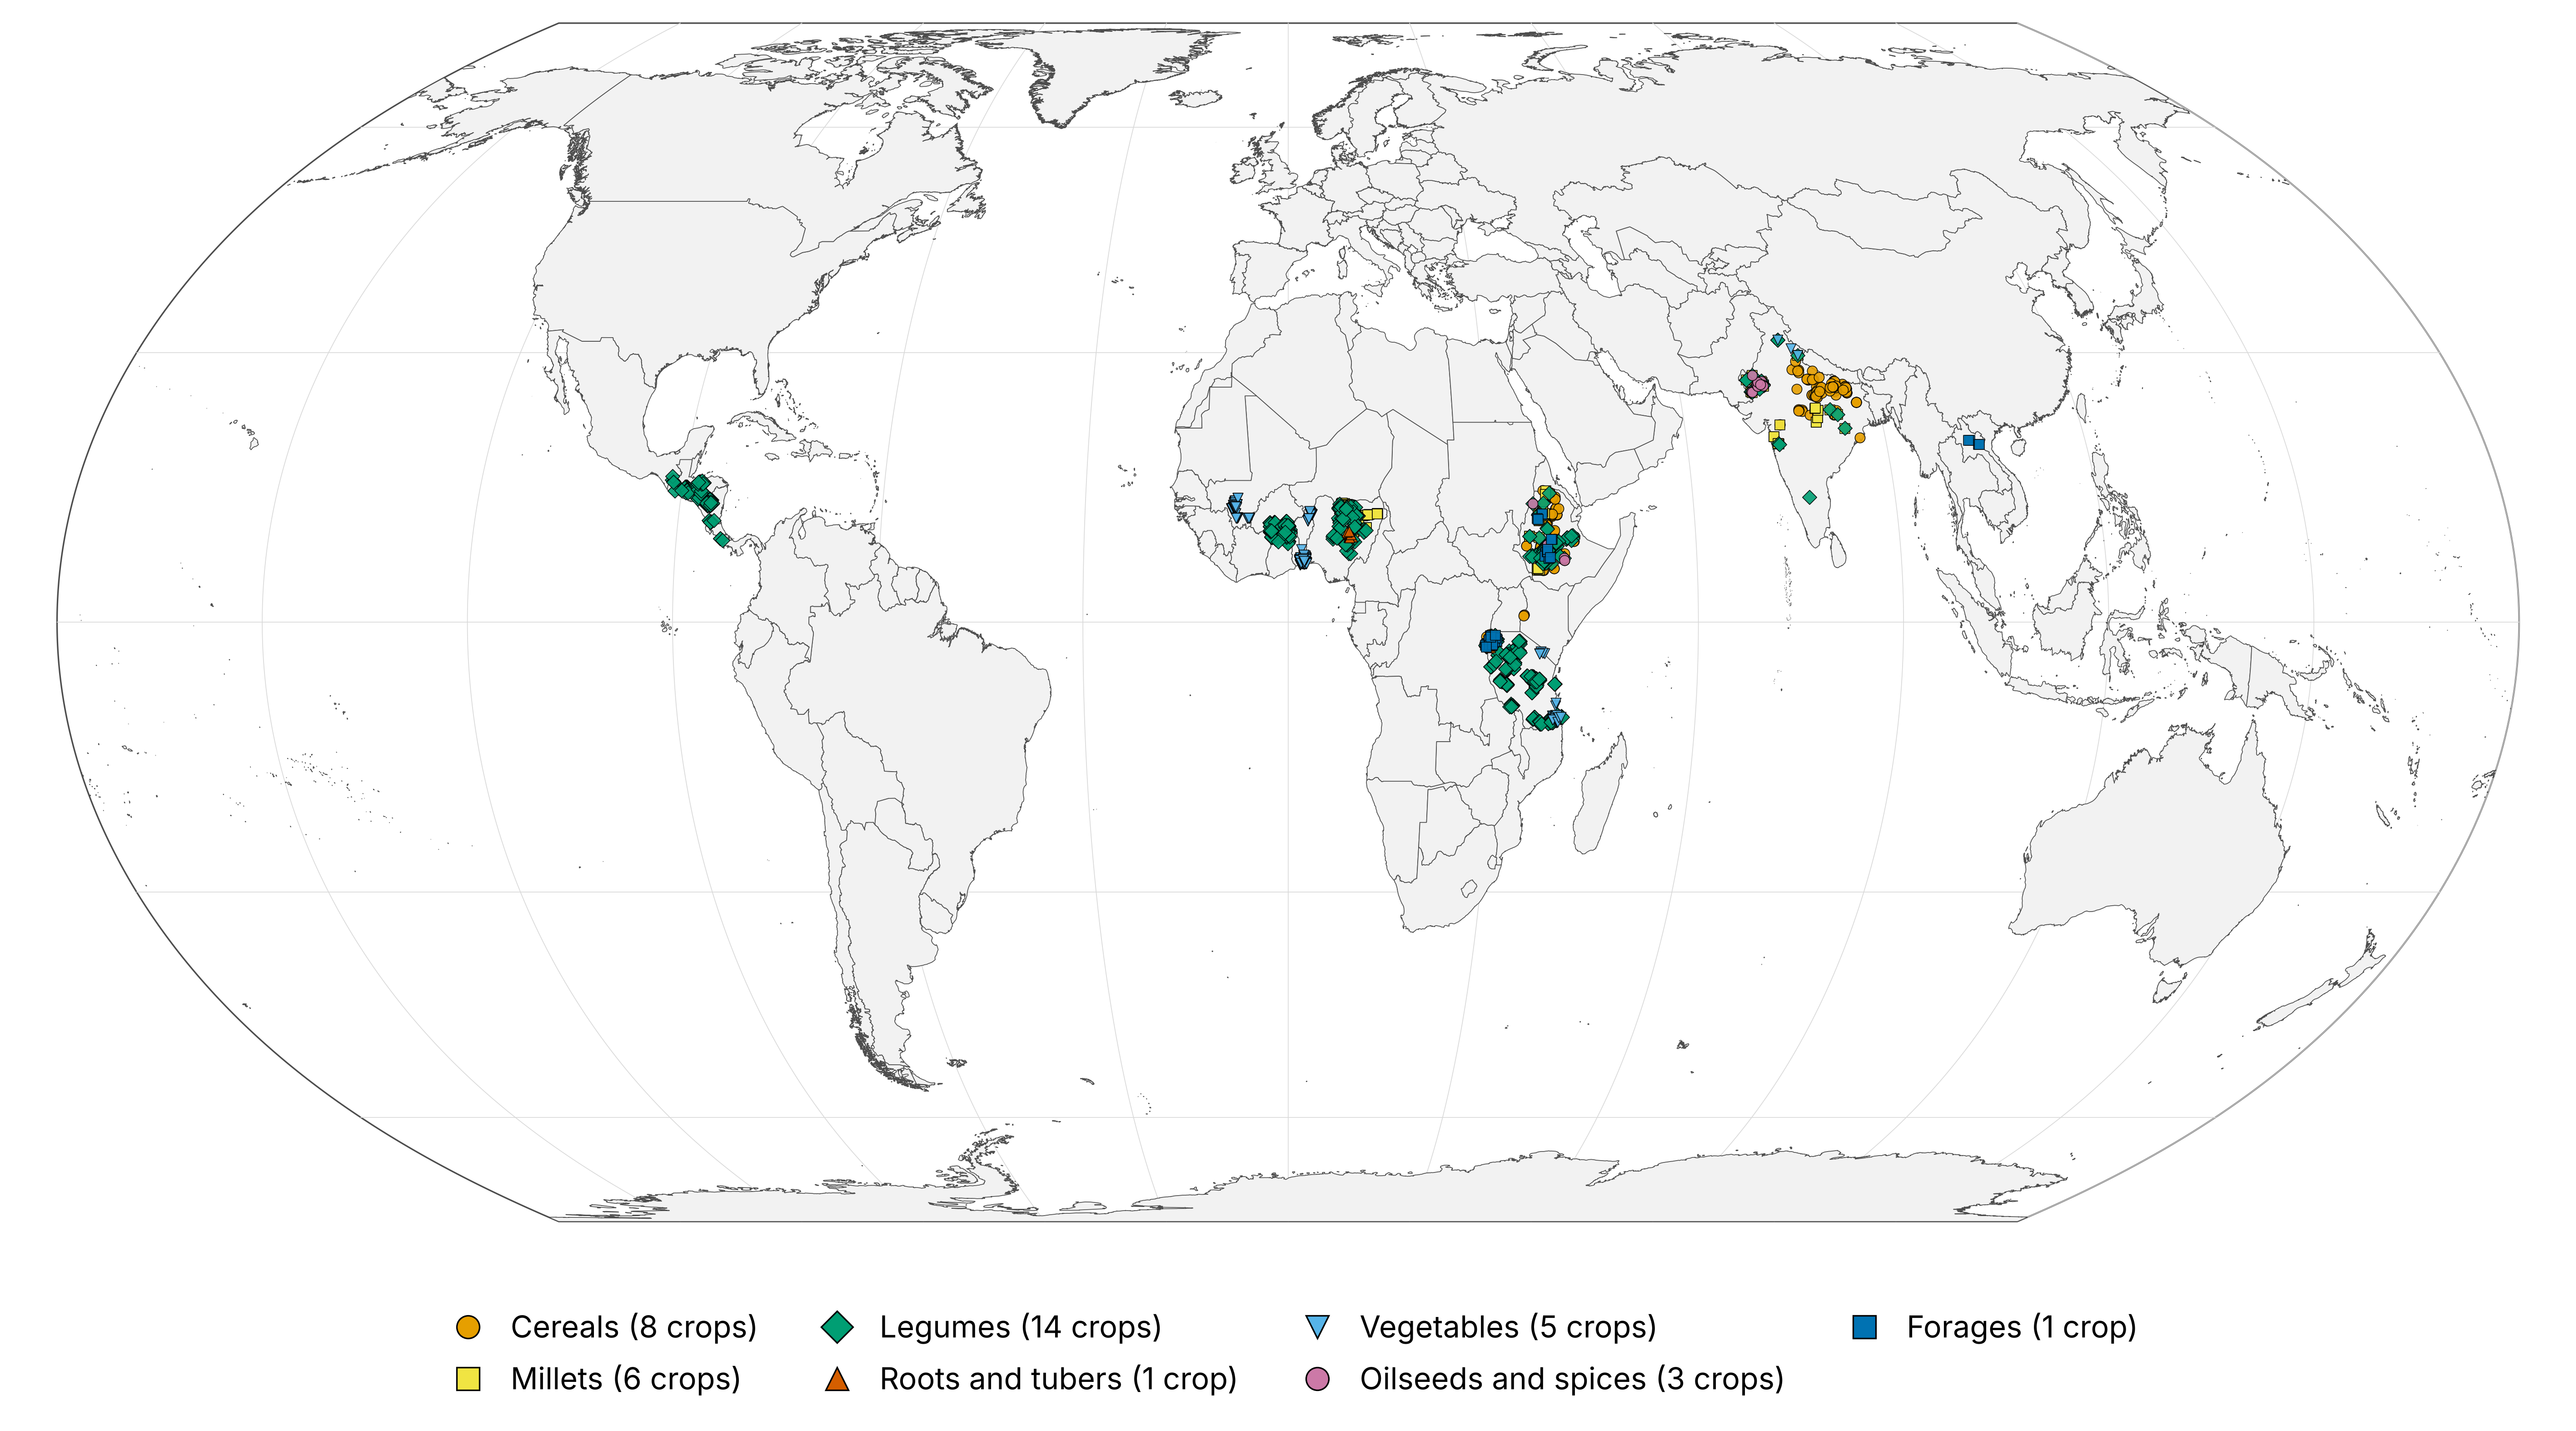 Cereals (8 crops) Legumes (14 crops) Vegetables (5 crops) Forages (1 crop)
Millets (6 crops) Roots and tubers (1 crop) Oilseeds and spices (3 crops)